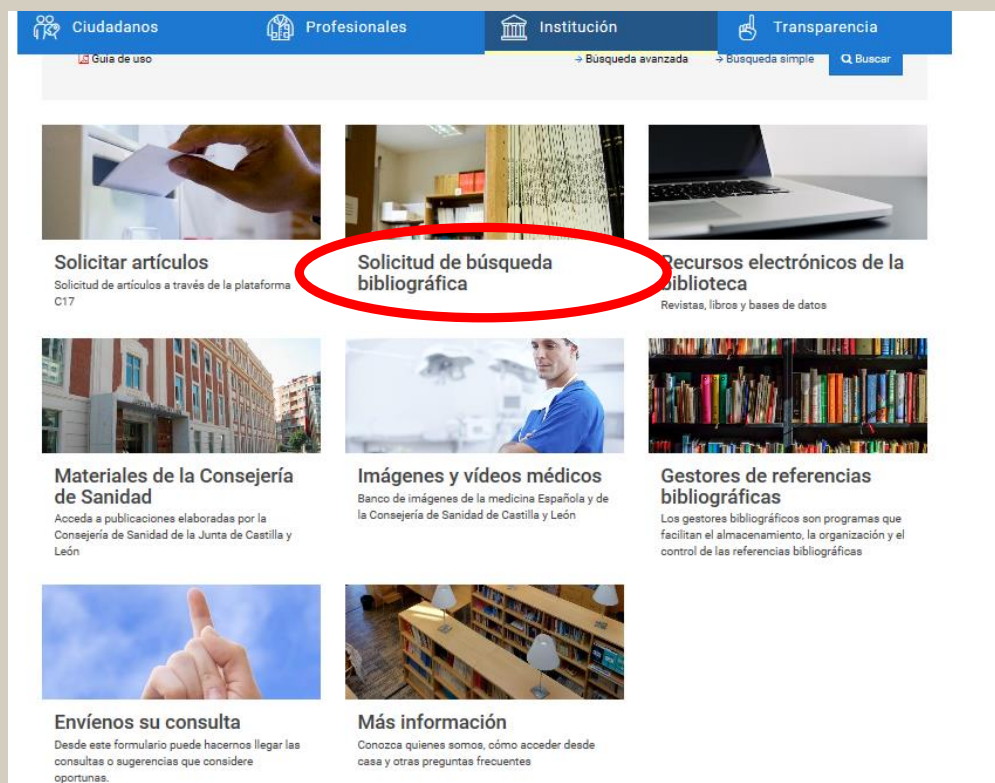 Ciudadanos
Profesionales
Institución
Transparencia
Guia de uso
Búsqueda avanzada
Búsqueda simple
Buscar
Solicitar artículos
Solicitud de artículos a través de la plataforma
C17
Solicitud de búsqueda
bibliográfica
Recursos electrónicos de la
biblioteca
Revistas, libros y bases de datos
Materiales de la Consejería
de Sanidad
Acceda a publicaciones elaboradas por la
Consejería de Sanidad de la Junta de Castilla y
León
Imágenes y vídeos médicos
Banco de imágenes de la medicina Española y de
la Consejería de Sanidad de Castilla y León
Gestores de referencias
bibliográficas
Los gestores bibliográficos son programas que
facilitan el almacenamiento, la organización y el
control de las referencias bibliográficas
Envíenos su consulta
Desde este formulario puede hacernos llegar las
consultas o sugerencias que considere
oportunas.
Más información
Conozca quienes somos, cómo acceder desde
casa y otras preguntas frecuentes